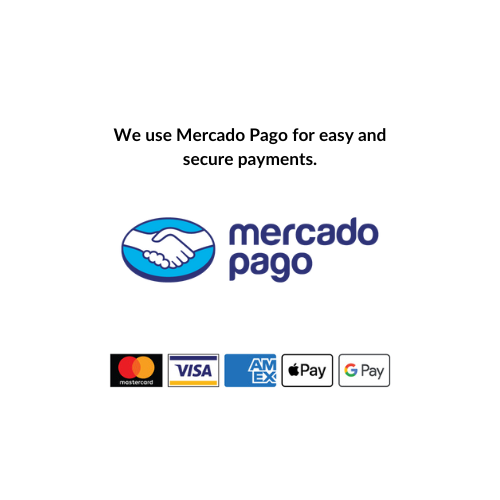 We use Mercado Pago for easy and
secure payments.
mercado
pago
mastercard
VISA
AM
EX
Pay
G Pay